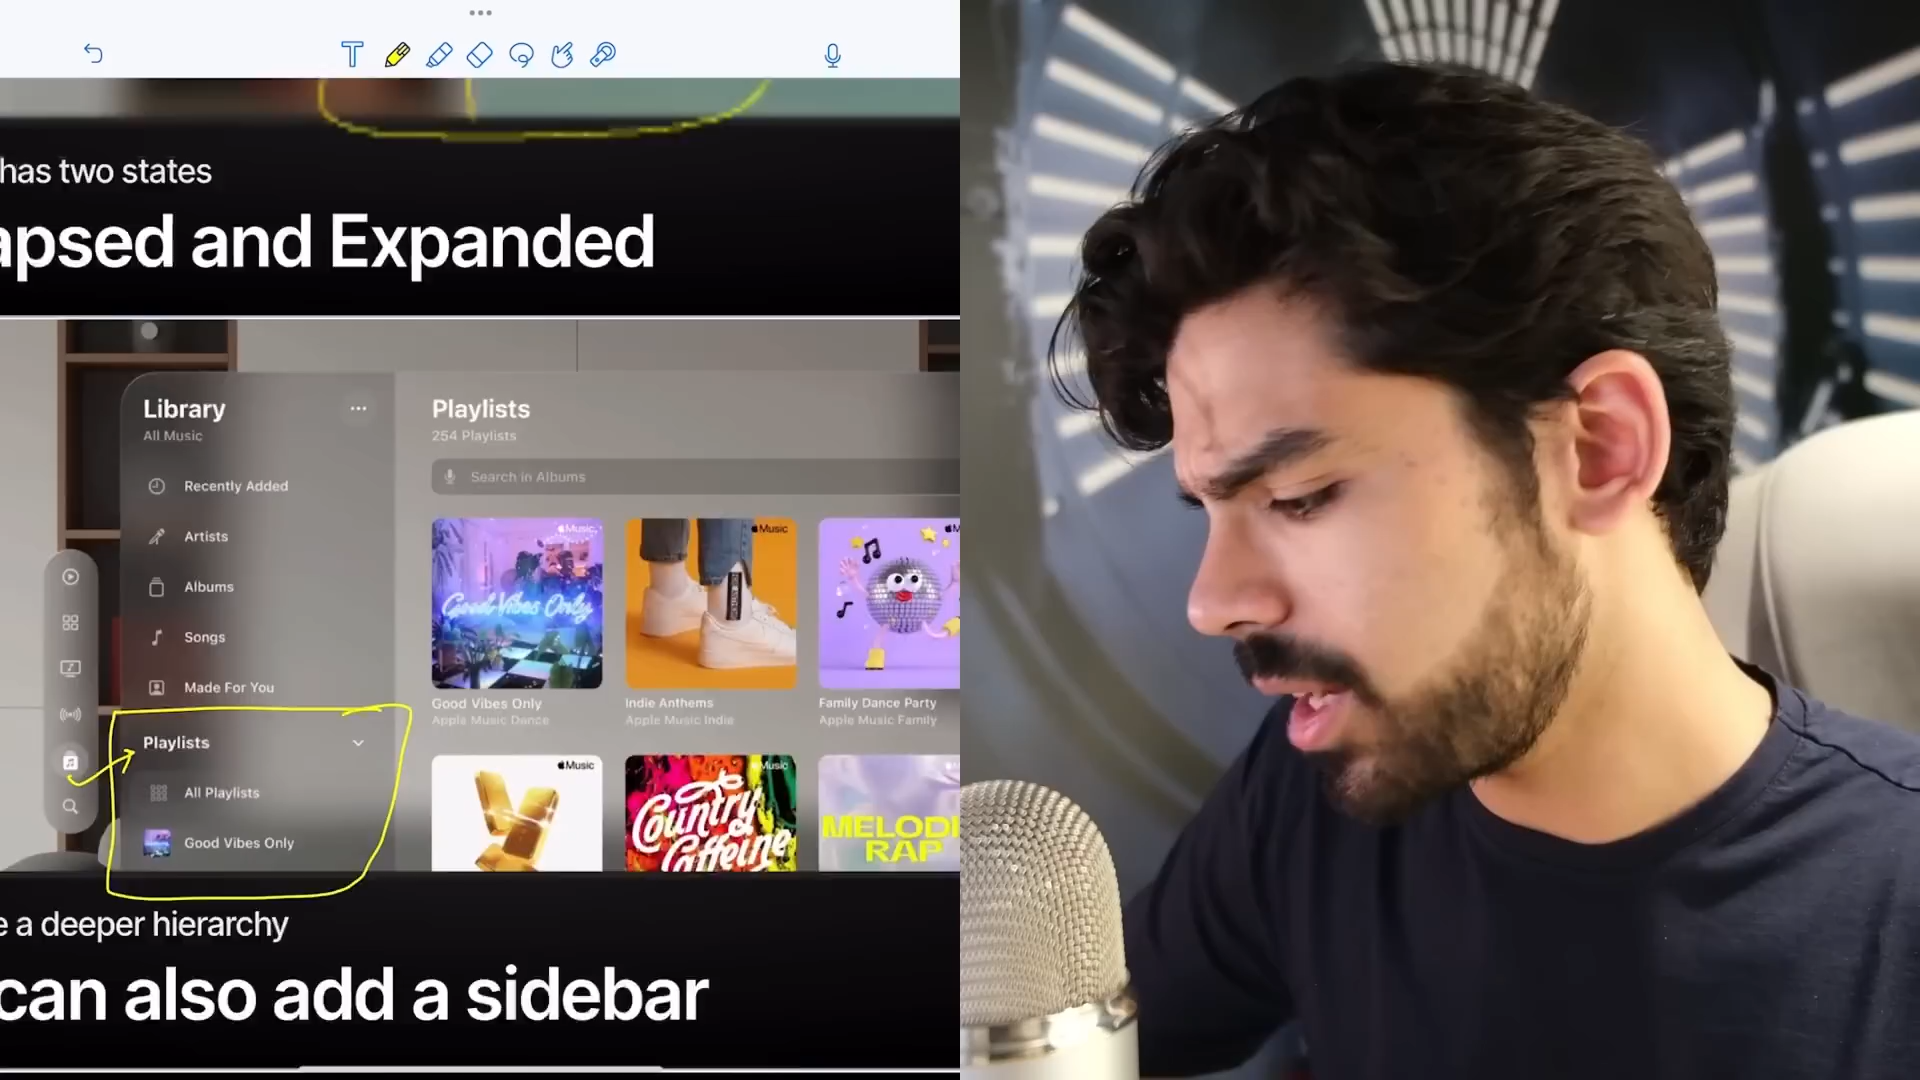 has two states
apsed and Expanded
Library
All Music
Recently Added
Artists
Albums
Songs
Made For You
Playlists
All Playlists
Good Vibes Only
Playlists
254 Playlists
Search in Albums
Music
Good Vibes Only
Good Vibes Only
Apple Music Dance
Music
Indie Anthems
Apple Music Indie
M
Family Dance Party
Apple Music Family
Music
Music
Country & Caffeine
MELODI
RAP
e a deeper hierarchy
can also add a sidebar